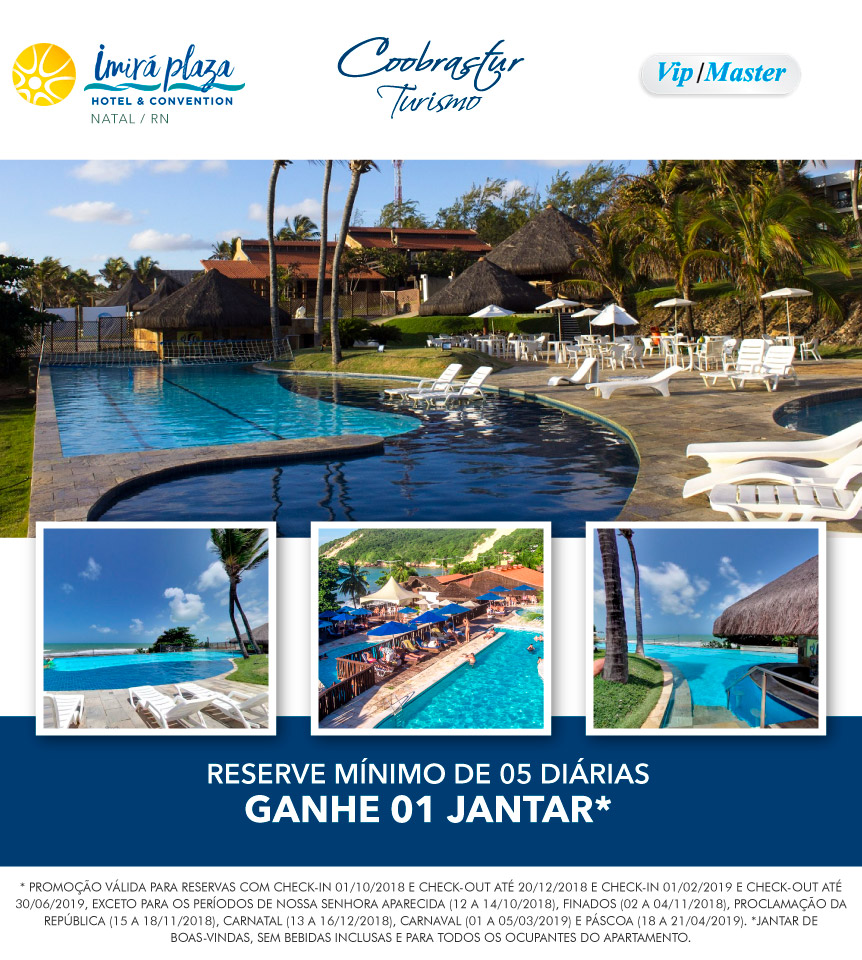 Imirá plaza
HOTEL & CONVENTION
NATAL / RN
Coobrastur
Turismo
Vip/Master
RESERVE MÍNIMO DE 05 DIÁRIAS
GANHE 01 JANTAR*
* PROMOÇÃO VÁLIDA PARA RESERVAS COM CHECK-IN 01/10/2018 E CHECK-OUT ATÉ 20/12/2018 E CHECK-IN 01/02/2019 E CHECK-OUT ATÉ
30/06/2019, EXCETO PARA OS PERÍODOS DE NOSSA SENHORA APARECIDA (12 A 14/10/2018), FINADOS (02 A 04/11/2018), PROCLAMAÇÃO DA
REPÚBLICA (15 A 18/11/2018), CARNATAL (13 A 16/12/2018), CARNAVAL (01 A 05/03/2019) E PÁSCOA (18 A 21/04/2019). *JANTAR DE
BOAS-VINDAS, SEM BEBIDAS INCLUSAS E PARA TODOS OS OCUPANTES DO APARTAMENTO.